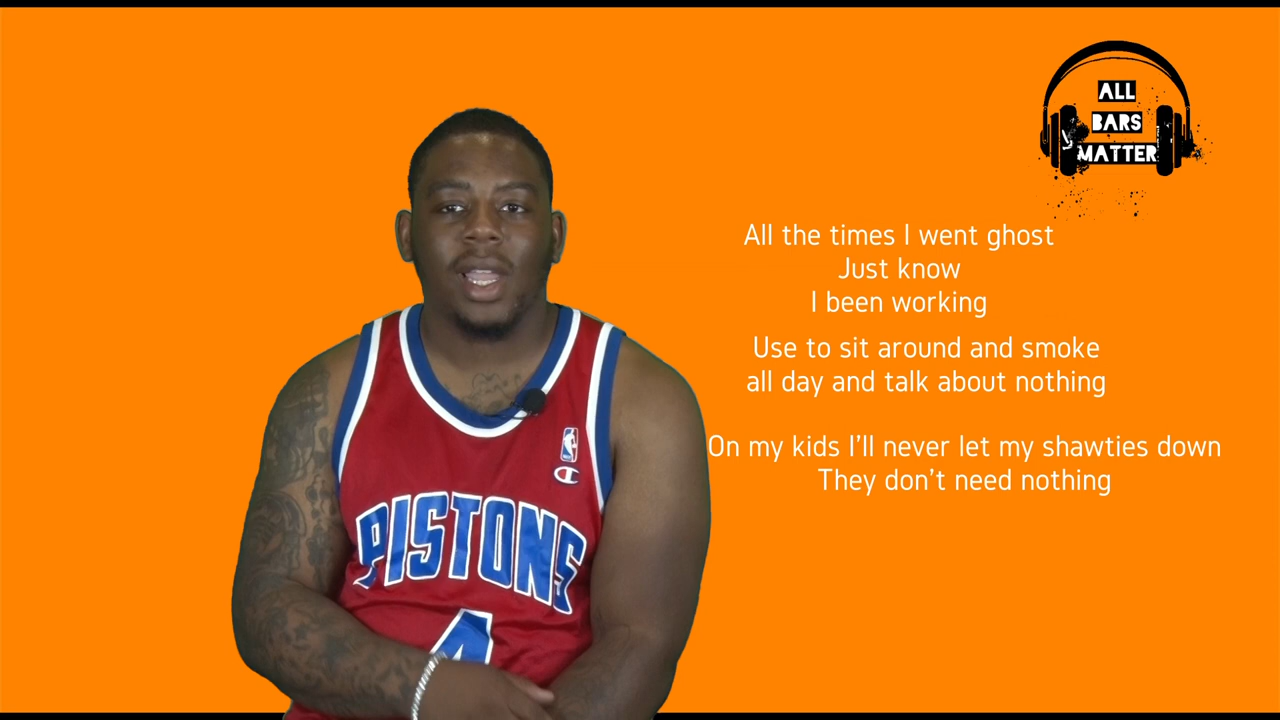 ALL
BARS
MATTER
All the times I went ghost
Just know
I been working
Use to sit around and smoke
all day and talk about nothing
On my kids I'll never let my shawties down
They don't need nothing
PISTONS
4